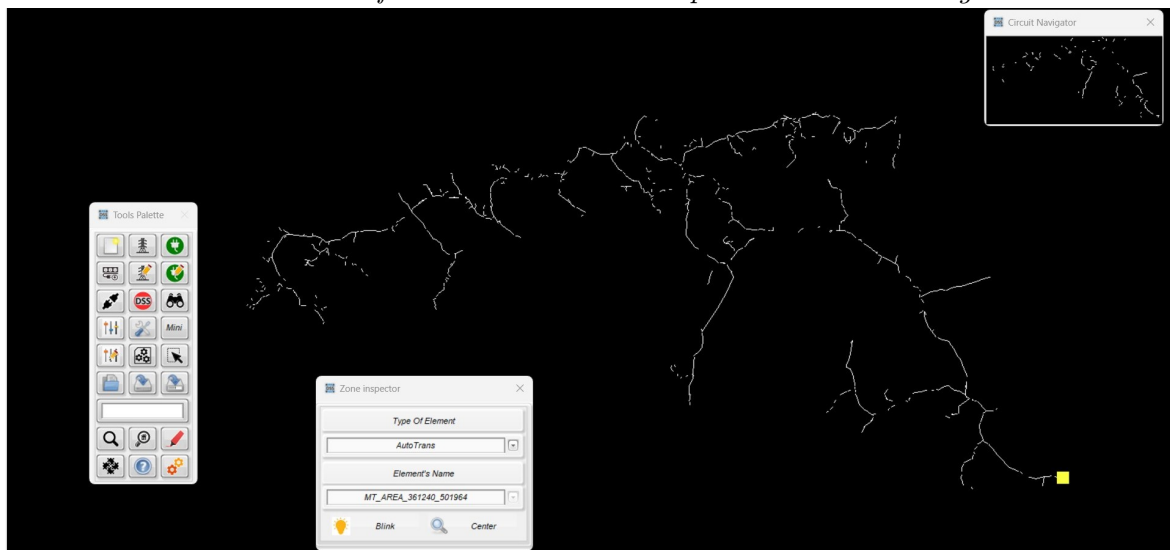 Circuit Navigator
Tools Palette
DSS
Mini
Zone inspector
Type Of Element
AutoTrans
Element's Name
MT_AREA_361240_501964
Blink
Center